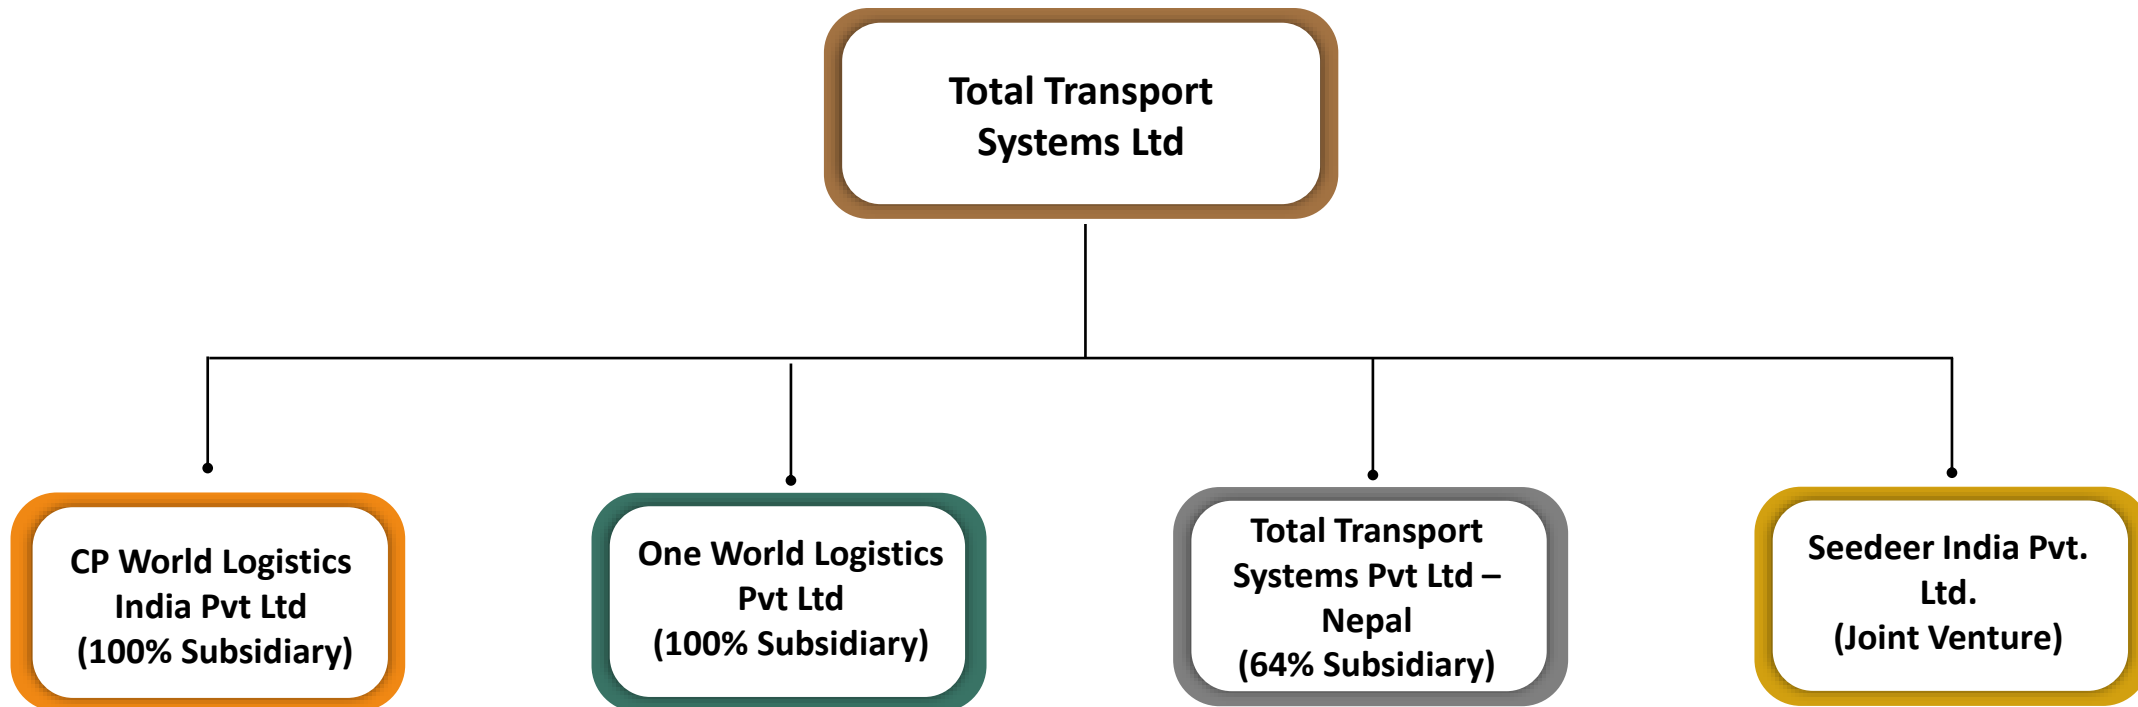 Total Transport
Systems Ltd
CP World Logistics
India Pvt Ltd
(100% Subsidiary)
One World Logistics
Pvt Ltd
(100% Subsidiary)
Total Transport
Systems Pvt Ltd –
Nepal
(64% Subsidiary)
Seedeer India Pvt.
Ltd.
(Joint Venture)